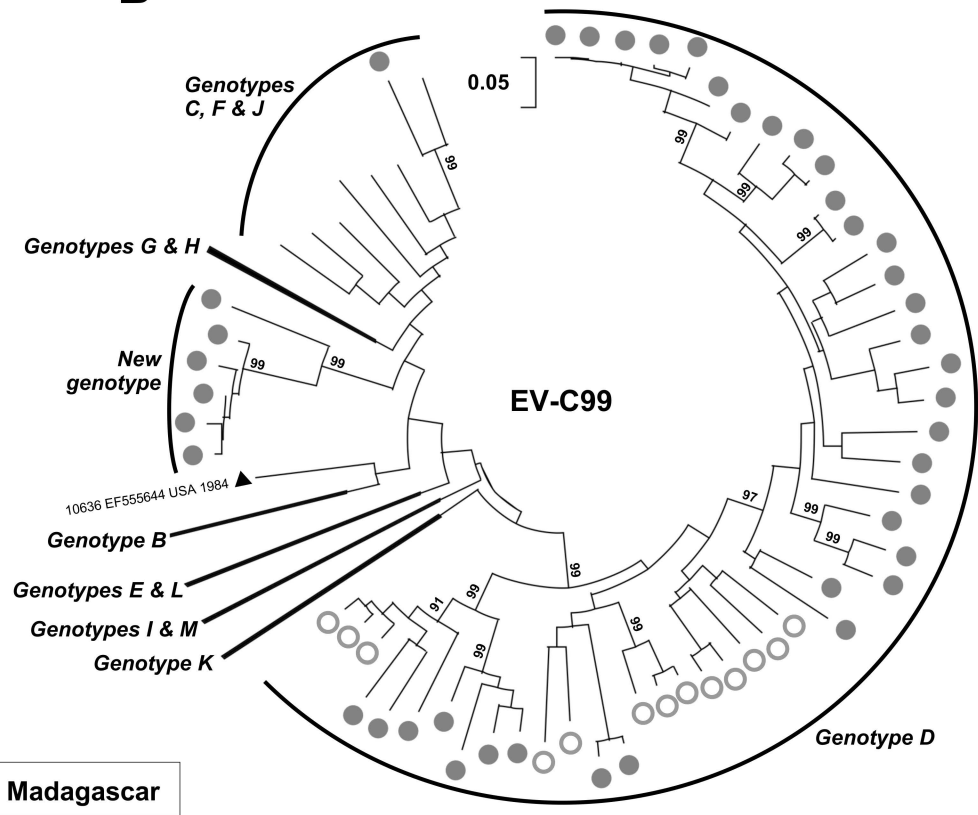 Genotypes
C, F & J
0.05
99
99
99
99
Genotypes G & H
New
genotype
99
99
EV-C99
10636 EF555644 USA 1984
Genotype B
Genotypes E & L
Genotypes I & M
Genotype K
97
99
99
99
99
91
99
99
Genotype D
Madagascar